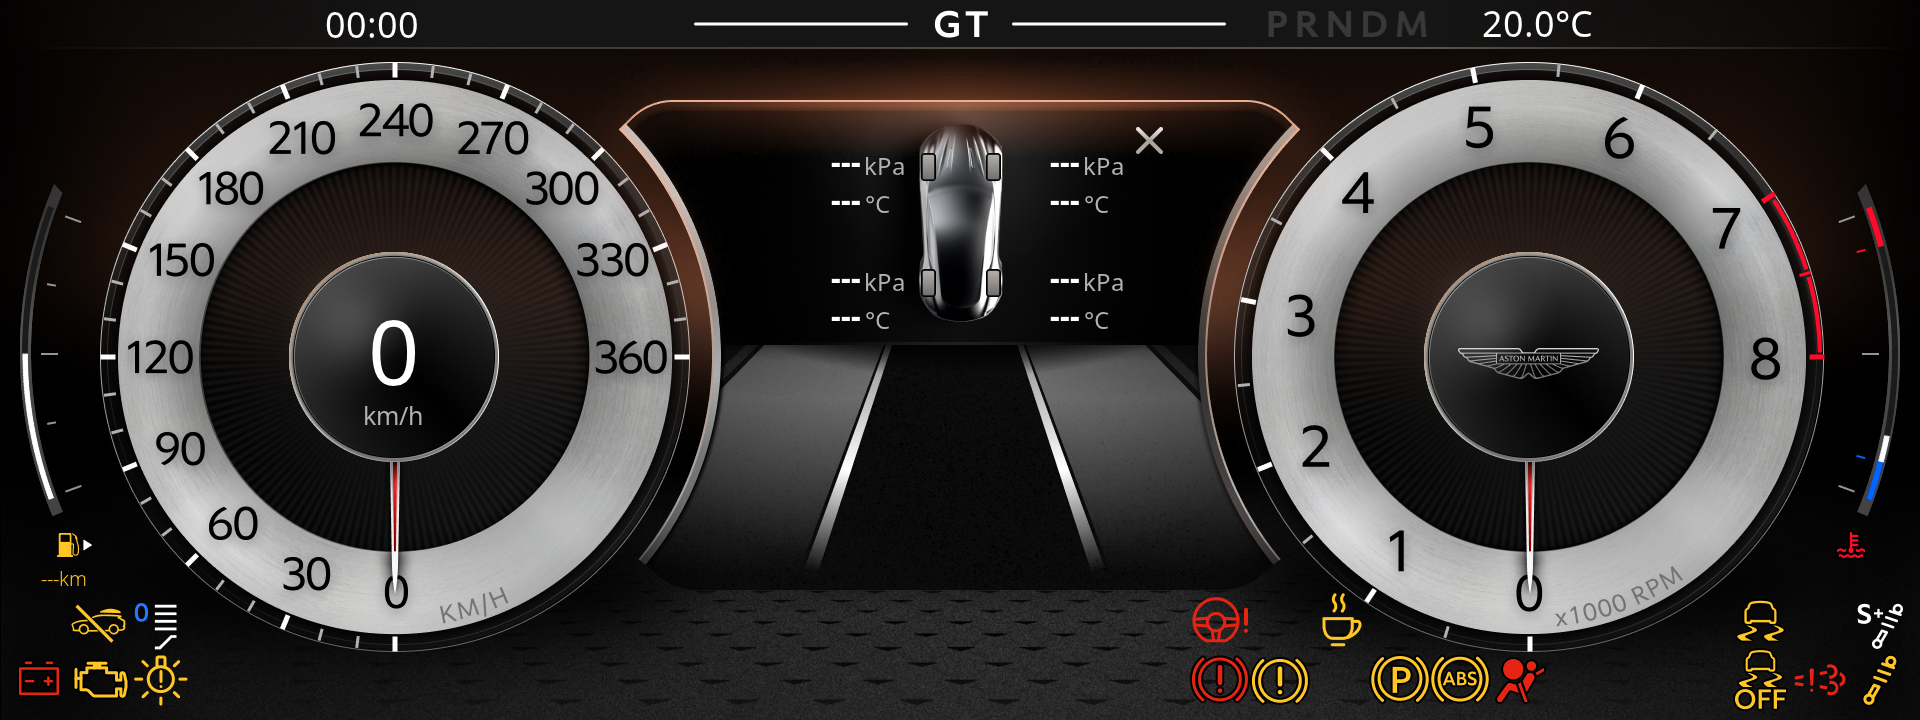 00:00
GT
PRNDM
20.0°C
240
210
270
180
300
150
330
120
360
90
60
30
0
KM/H
0
km/h
--- kPa
--- °C
--- kPa
--- °C
--- kPa
--- °C
--- kPa
--- °C
5
6
4
7
3
8
2
1
0
x1000 RPM
ASTON MARTIN
---km
0
!
!
!
!
P
ABS
OFF
!
S+